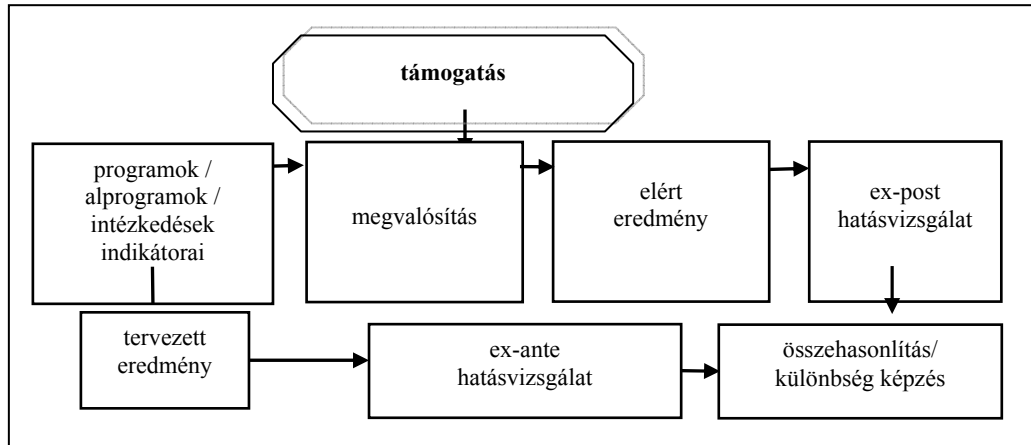 támogatás
programok /
alprogramok /
intézkedések
indikátorai
megvalósítás
elért
eredmény
ex-post
hatásvizsgálat
tervezett
eredmény
ex-ante
hatásvizsgálat
összehasonlítás/
különbség képzés